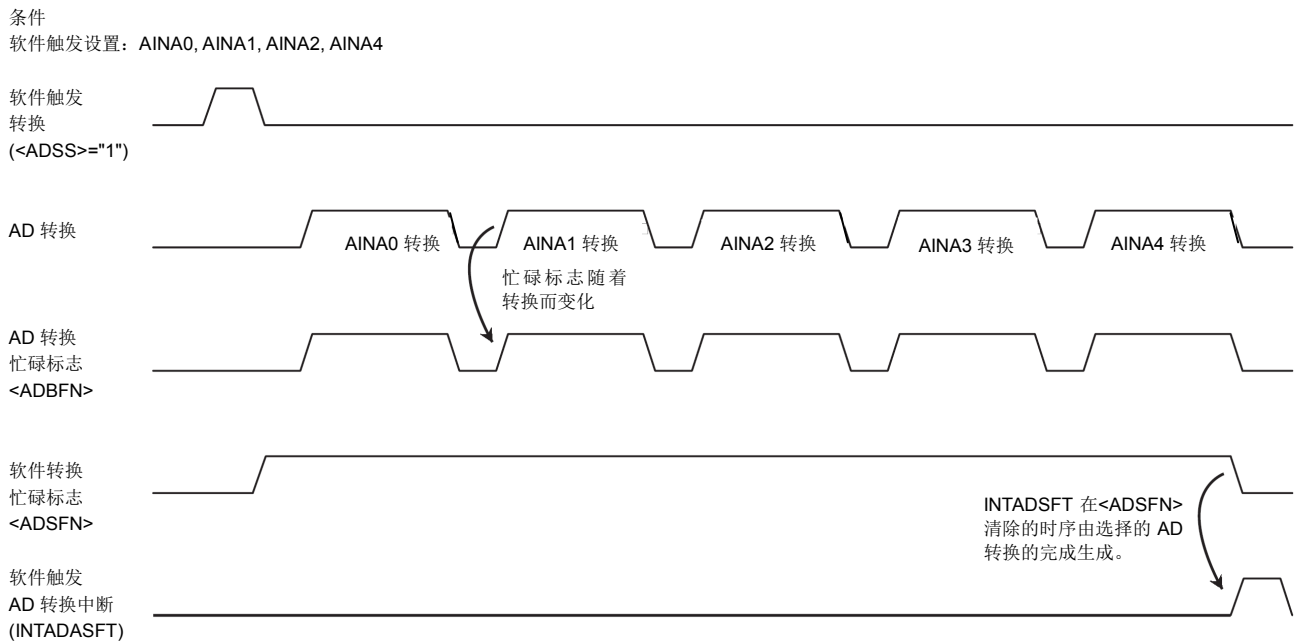 条件
软件触发设置：AINA0, AINA1, AINA2, AINA4
软件触发
转换
(<ADSS>="1")
AD 转换
AINA0 转换
AINA1 转换
AINA2 转换
AINA3 转换
AINA4 转换
忙碌标志随着
转换而变化
AD 转换
忙碌标志
<ADBFN>
软件转换
忙碌标志
<ADSFN>
INTADSFT 在<ADSFN>
清除的时序由选择的 AD
转换的完成生成。
软件触发
AD 转换中断
(INTADASFT)